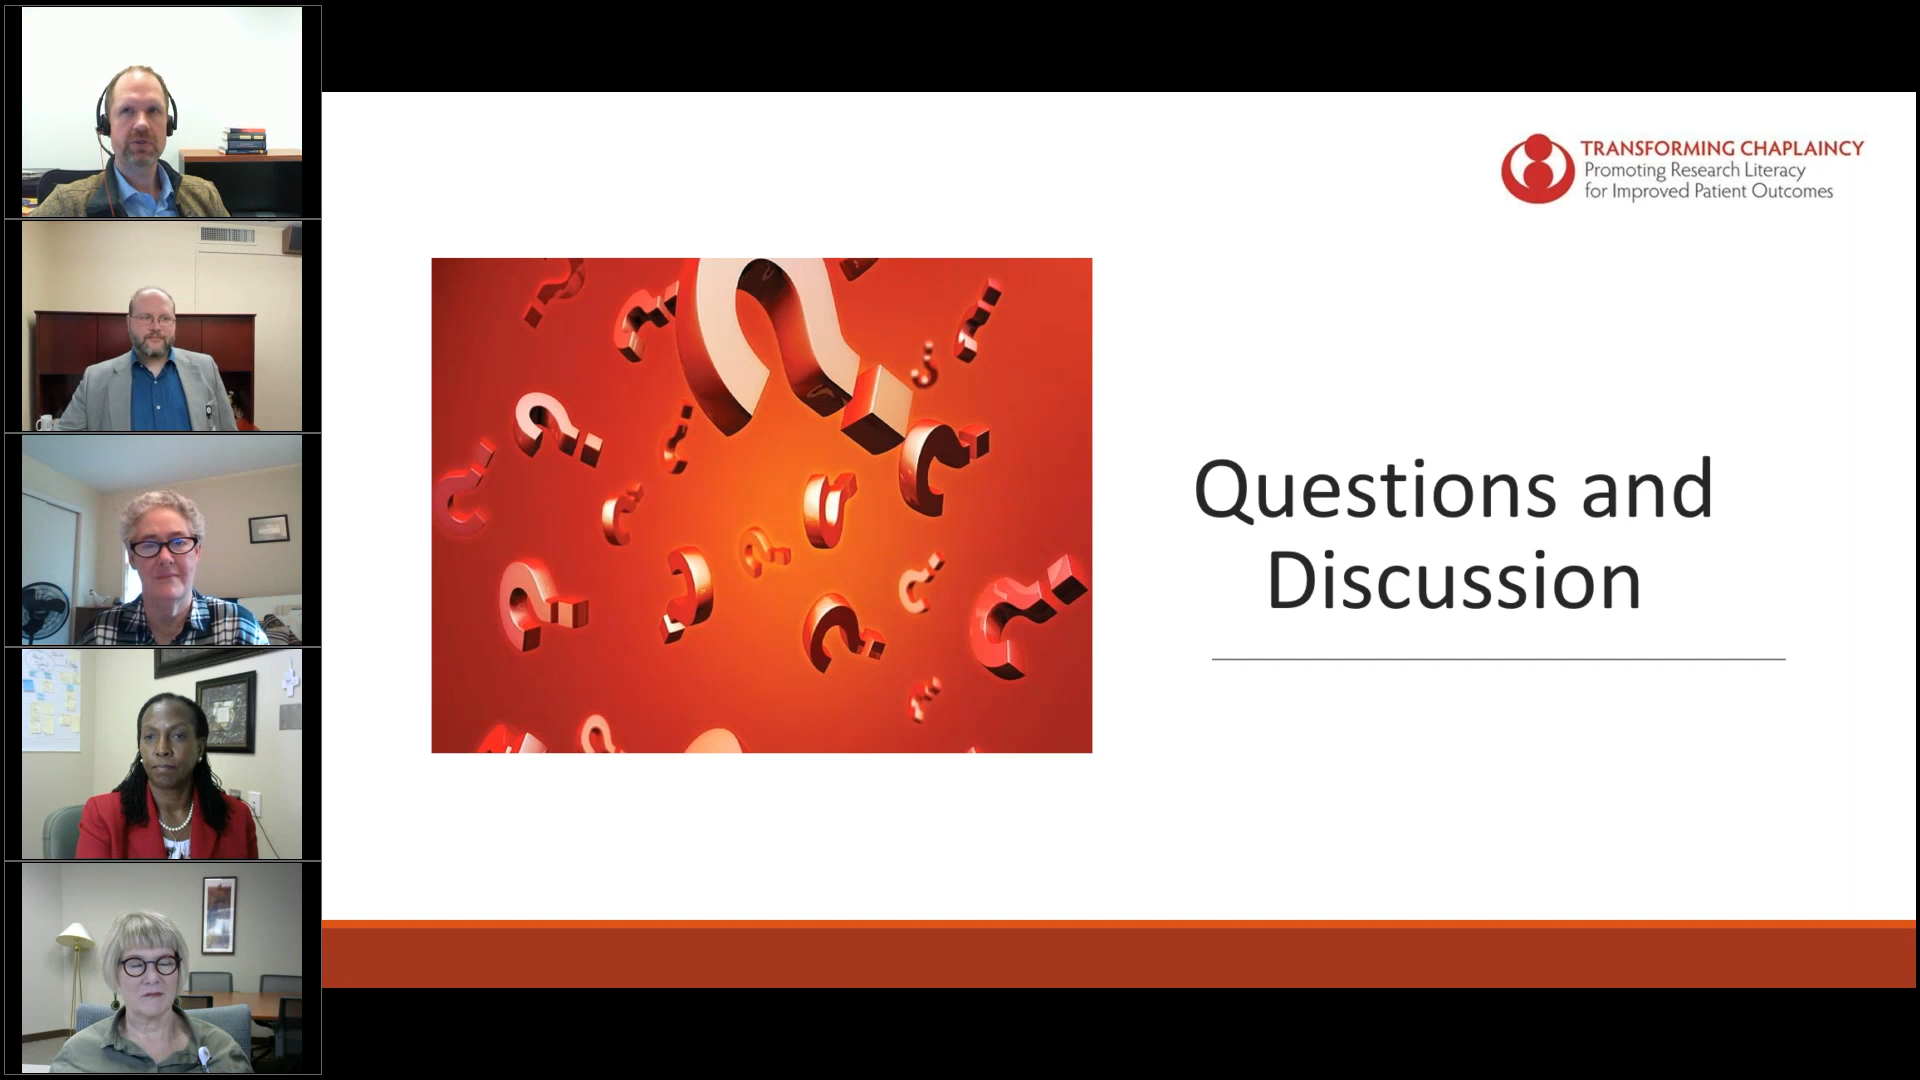 TRANSFORMING CHAPLAINCY
Promoting Research Literacy
for Improved Patient Outcomes
Questions and
Discussion